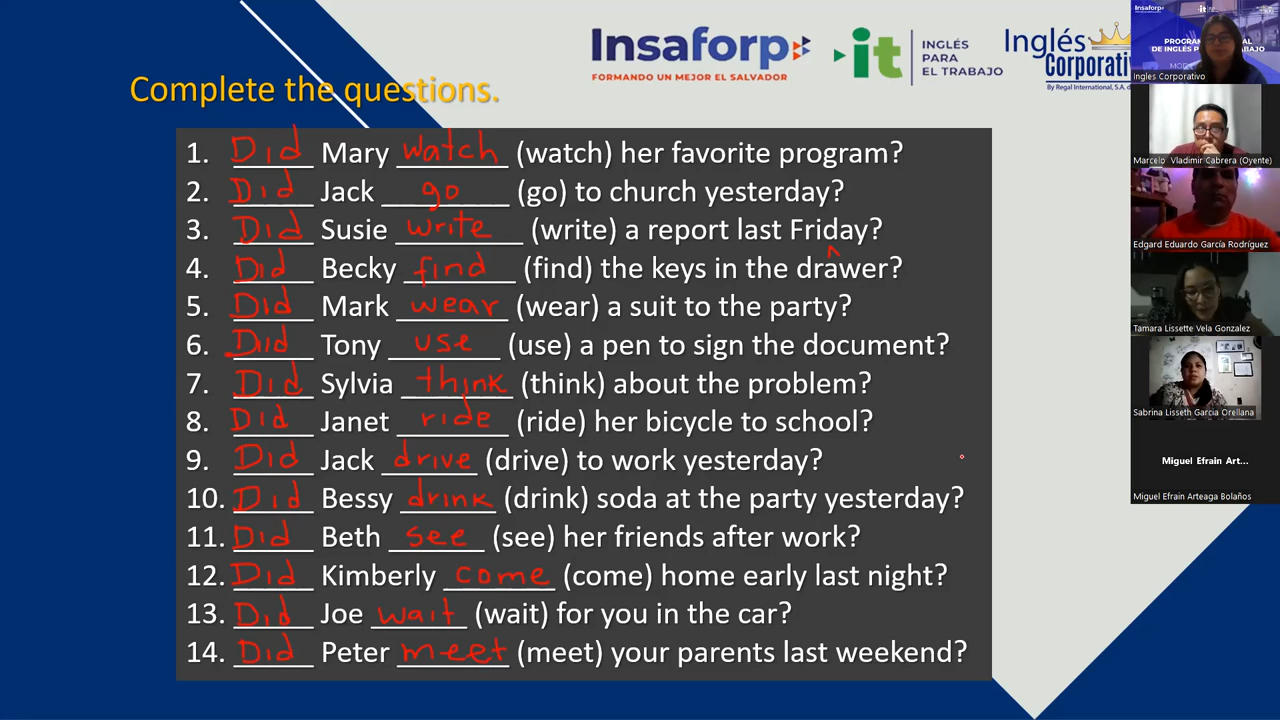 Insaforp
FORMANDO UN MEJOR EL SALVADOR
it
INGLÉS
PARA
EL TRABAJO
Inglés
Corporativ
By Regal International, S.A. d
Complete the questions.
1. Did Mary watch (watch) her favorite program?
2. Did Jack go (go) to church yesterday?
3. Did Susie write (write) a report last Friday?
4. Did Becky find (find) the keys in the drawer?
5. Did Mark wear (wear) a suit to the party?
6. Did Tony use (use) a pen to sign the document?
7. Did Sylvia think (think) about the problem?
8. Did Janet ride (ride) her bicycle to school?
9. Did Jack drive (drive) to work yesterday?
10. Did Bessy drink (drink) soda at the party yesterday?
11. Did Beth see (see) her friends after work?
12. Did Kimberly come (come) home early last night?
13. Did Joe wait (wait) for you in the car?
14. Did Peter meet (meet) your parents last weekend?
Insaforp
it
PROGRAM AL
DE INGLÉS P ABAJO
Ingles Corporativo
Marcelo Vladimir Cabrera (Oyente)
Edgard Eduardo García Rodríguez
Tamara Lissette Vela Gonzalez
Sabrina Lisseth Garcia Orellana
Miguel Efrain Art...
Miguel Efrain Arteaga Bolaños